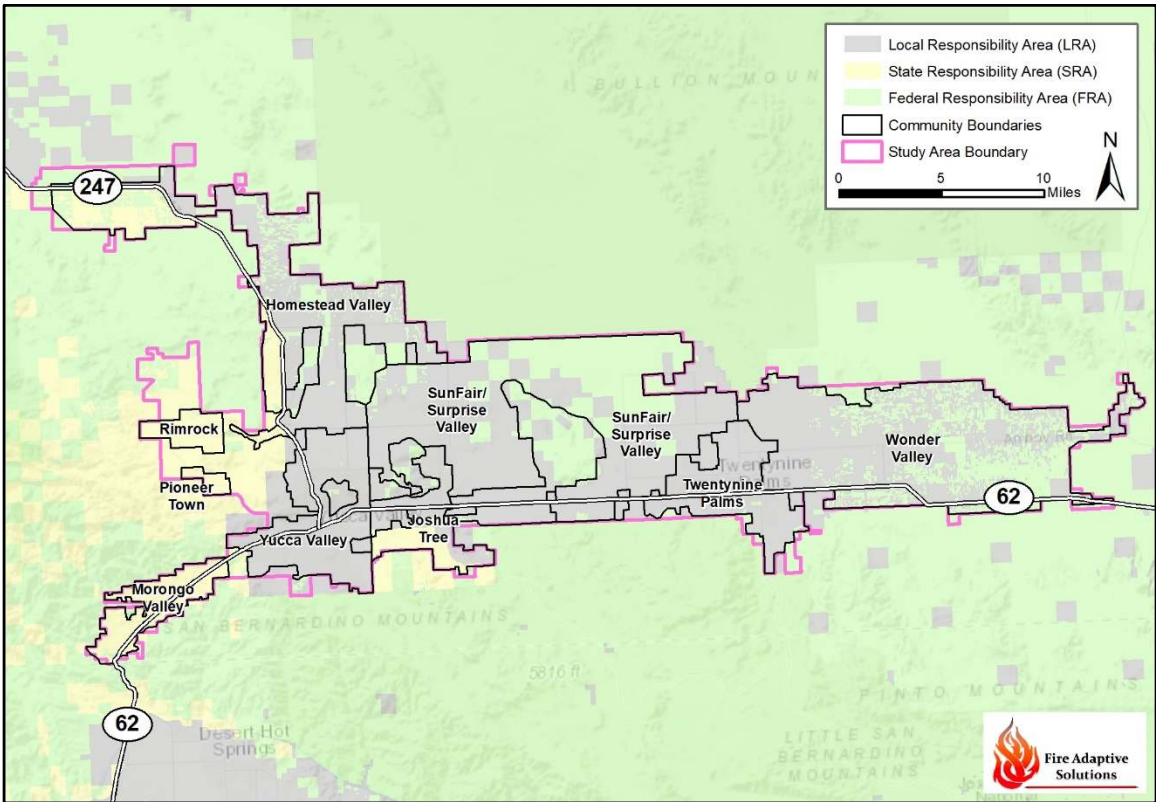 BULLION MOUN
Local Responsibility Area (LRA)
State Responsibility Area (SRA)
Federal Responsibility Area (FRA)
Community Boundaries
Study Area Boundary
N
0 5 10
Miles
247
Homestead Valley
SunFair/
Surprise
Valley
SunFair/
Surprise
Valley
Rimrock
Wonder
Valley
Pioneer
Town
Twentynine
Palms
Twentynine
Palms
62
Joshua
Tree
Yucca Valley
Morongo
Valley
SAN BERNARDINO MOUNTAINS
5816 ft
PINTO MOUNTAINS
62
Desert Hot
Springs
LITTLE SAN
BERNARDINO
MOUNTAINS
Fire Adaptive
Solutions